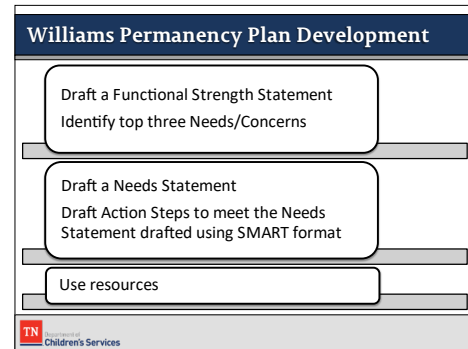 Williams Permanency Plan Development
Draft a Functional Strength Statement
Identify top three Needs/Concerns
Draft a Needs Statement
Draft Action Steps to meet the Needs
Statement drafted using SMART format
Use resources
TN
Department of
Children's Services